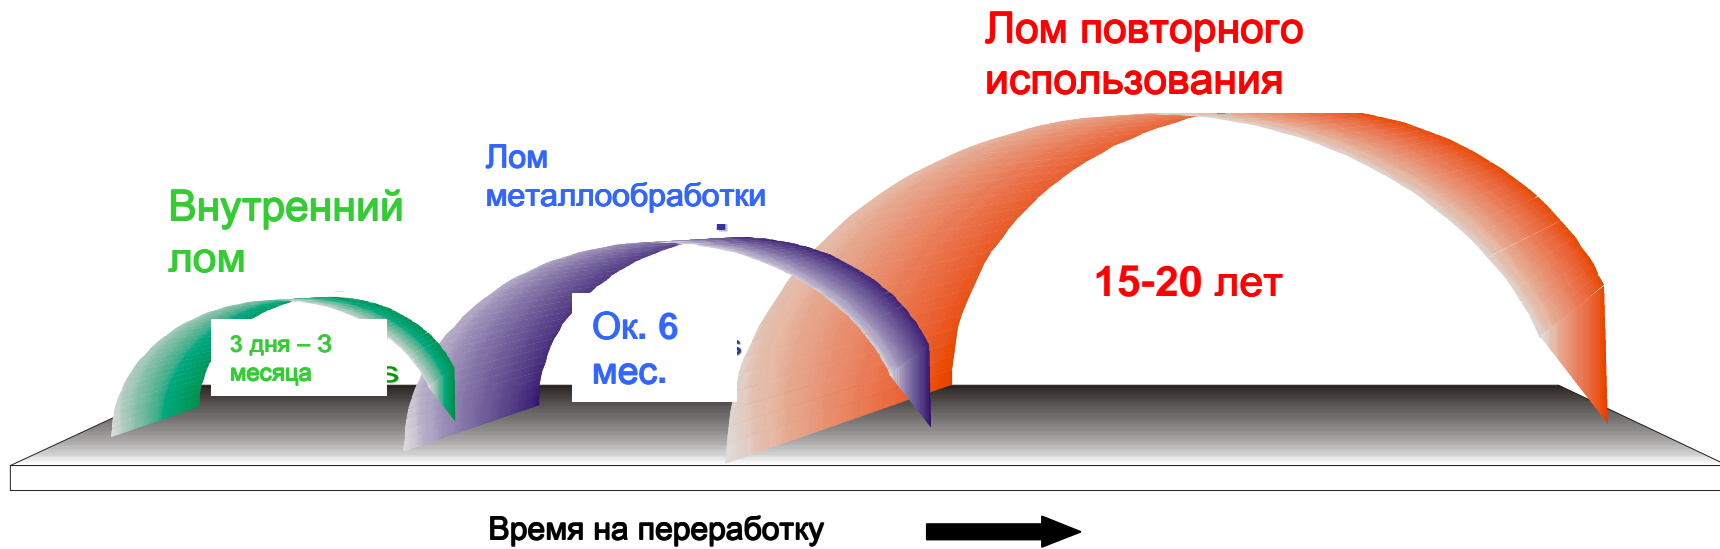 Лом повторного
использования
Лом
металлообработки
Внутренний
лом
15-20 лет
Ок. 6
мес.
s
3 дня – 3
месяца
s
Время на переработку